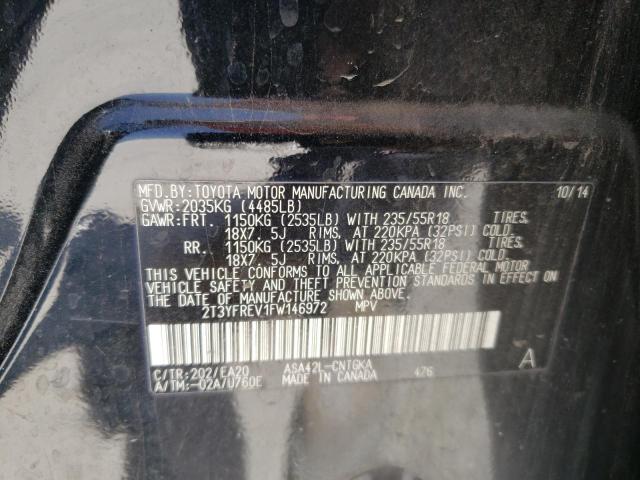 MFD.BY:TOYOTA MOTOR MANUFACTURING CANADA INC. 10/14
GVWR:2035KG (4485LB)
GAWR:FRT. 1150KG (2535LB) WITH 235/55R18 TIRES.
18X7. 5J RIMS. AT 220KPA (32PSI) COLD.
RR. 1150KG (2535LB) WITH 235/55R18 TIRES.
18X7. 5J RIMS. AT 220KPA (32PSI) COLD.
THIS VEHICLE CONFORMS TO ALL APPLICABLE FEDERAL MOTOR
VEHICLE SAFETY AND THEFT PREVENTION STANDARDS IN EFFECT ON
THE DATE OF MANUFACTURE SHOWN ABOVE.
2T3YFREV1FW146972 MPV
C/TR:202/EA20 ASA42L-CNTGKA 476 A
A/TM:-02A/U760E MADE IN CANADA